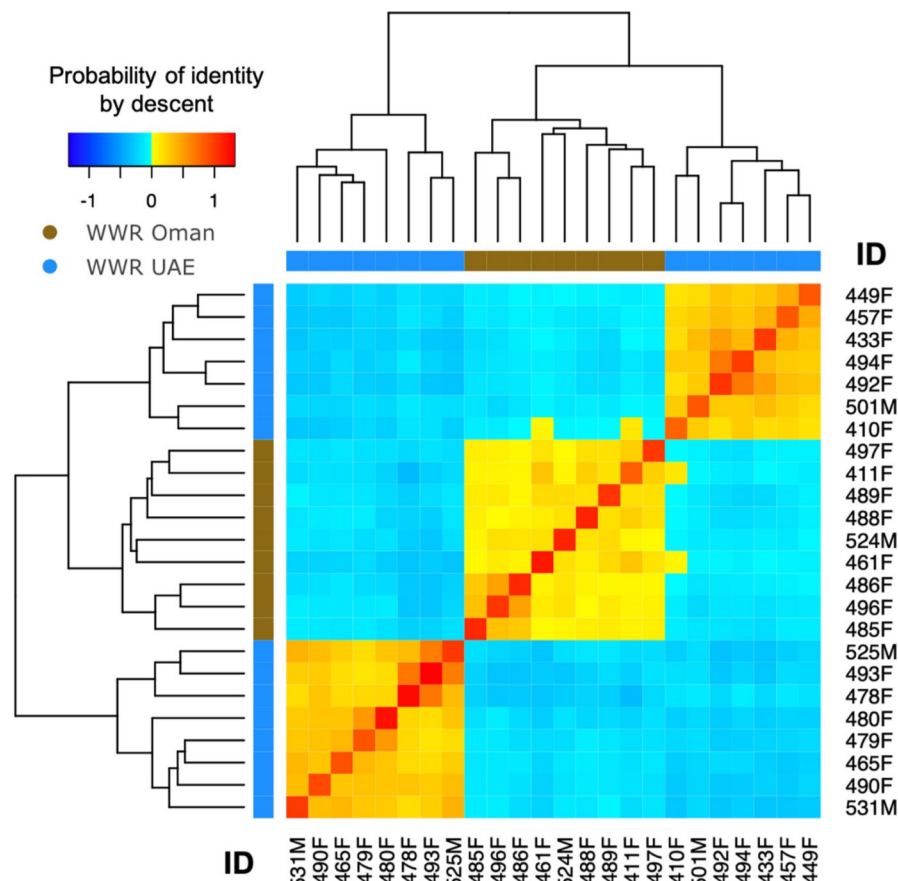 Probability of identity
by descent
-1 0 1
WWR Oman
WWR UAE
ID
449F
457F
433F
494F
492F
501M
410F
497F
411F
489F
488F
524M
461F
486F
496F
485F
525M
493F
478F
480F
479F
465F
490F
531M
ID
531M
490F
465F
479F
480F
478F
493F
525M
485F
496F
486F
461F
524M
488F
489F
411F
497F
410F
501M
492F
494F
433F
457F
449F